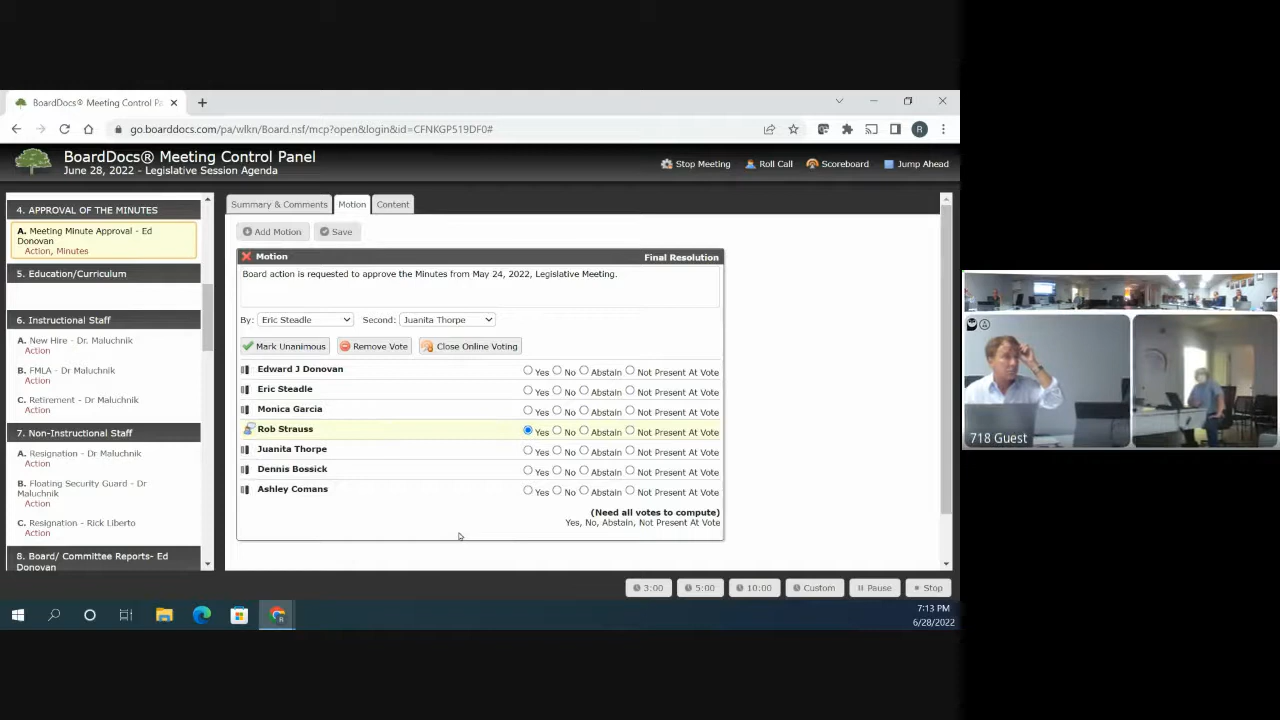 BoardDocs® Meeting Control Pa
go.boarddocs.com/pa/wlkn/Board.nsf/mcp?open&login&id=CFNKGP519DF0#
R
BoardDocs® Meeting Control Panel
June 28, 2022 - Legislative Session Agenda
Stop Meeting
Roll Call
Scoreboard
Jump Ahead
4. APPROVAL OF THE MINUTES
A. Meeting Minute Approval - Ed
Donovan
Action, Minutes
5. Education/Curriculum
6. Instructional Staff
A. New Hire - Dr. Maluchnik
Action
B. FMLA - Dr Maluchnik
Action
C. Retirement - Dr Maluchnik
Action
7. Non-Instructional Staff
A. Resignation - Dr Maluchnik
Action
B. Floating Security Guard - Dr
Maluchnik
Action
C. Resignation - Rick Liberto
Action
8. Board/ Committee Reports- Ed
Donovan
Summary & Comments
Motion
Content
Add Motion
Save
Motion
Final Resolution
Board action is requested to approve the Minutes from May 24, 2022, Legislative Meeting.
By: Eric Steadle Second: Juanita Thorpe
Mark Unanimous
Remove Vote
Close Online Voting
Edward J Donovan Yes No Abstain Not Present At Vote
Eric Steadle Yes No Abstain Not Present At Vote
Monica Garcia Yes No Abstain Not Present At Vote
Rob Strauss Yes No Abstain Not Present At Vote
Juanita Thorpe Yes No Abstain Not Present At Vote
Dennis Bossick Yes No Abstain Not Present At Vote
Ashley Comans Yes No Abstain Not Present At Vote
(Need all votes to compute)
Yes, No, Abstain, Not Present At Vote
3:00
5:00
10:00
Custom
Pause
Stop
7:13 PM
6/28/2022
R
718 Guest